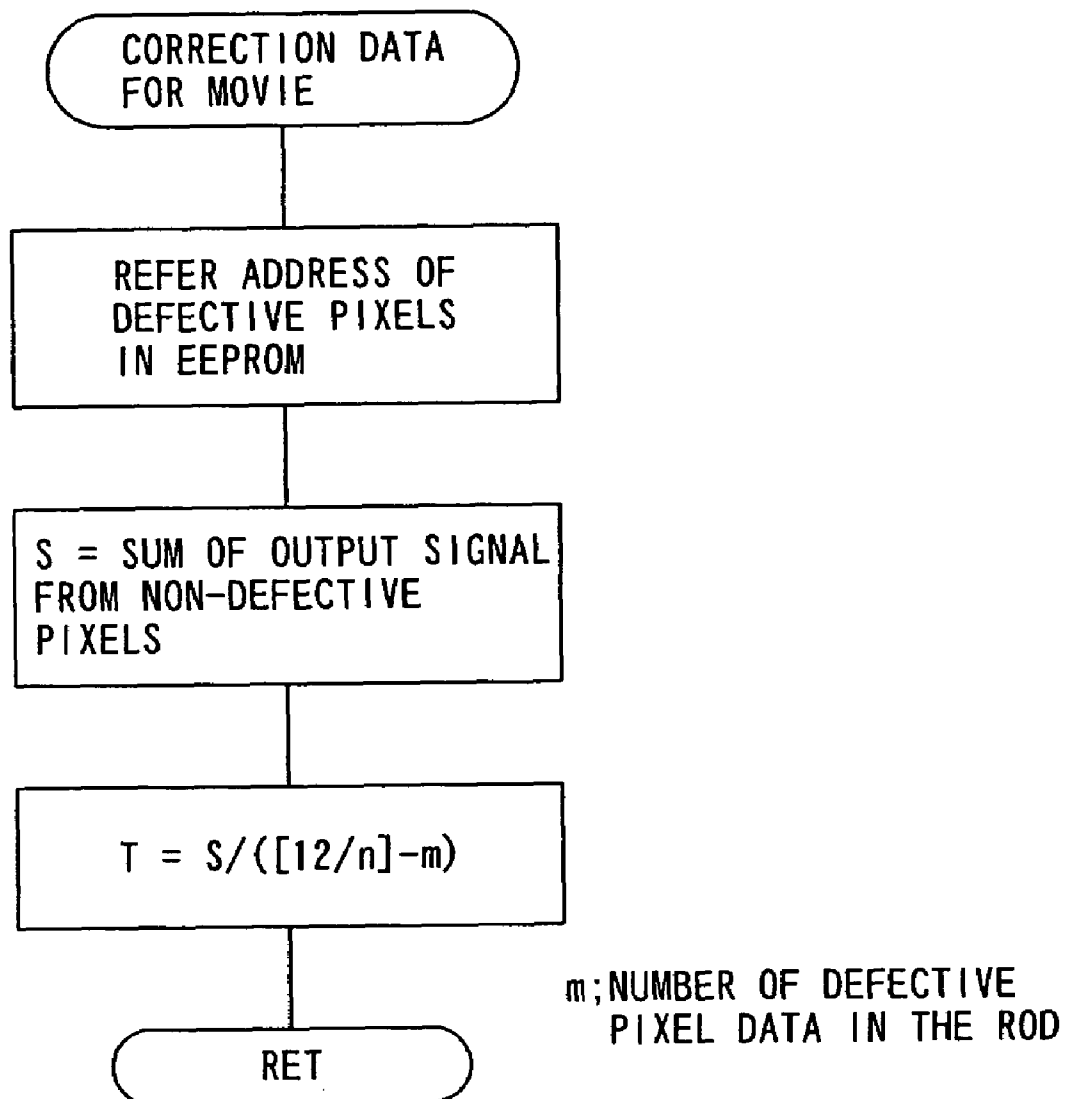 CORRECTION DATA
FOR MOVIE
REFER ADDRESS OF
DEFECTIVE PIXELS
IN EEPROM
S = SUM OF OUTPUT SIGNAL
FROM NON-DEFECTIVE
PIXELS
T = S/([12/n]-m)
m;NUMBER OF DEFECTIVE
PIXEL DATA IN THE ROD
RET